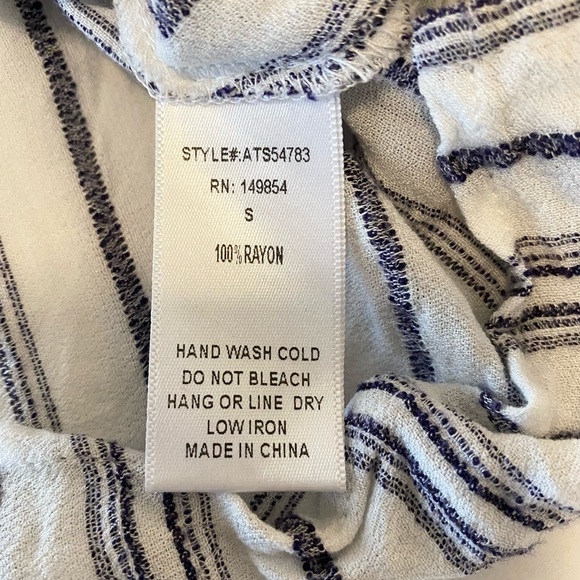 STYLE#:ATS54783
RN: 149854
S
100% RAYON
HAND WASH COLD
DO NOT BLEACH
HANG OR LINE DRY
LOW IRON
MADE IN CHINA